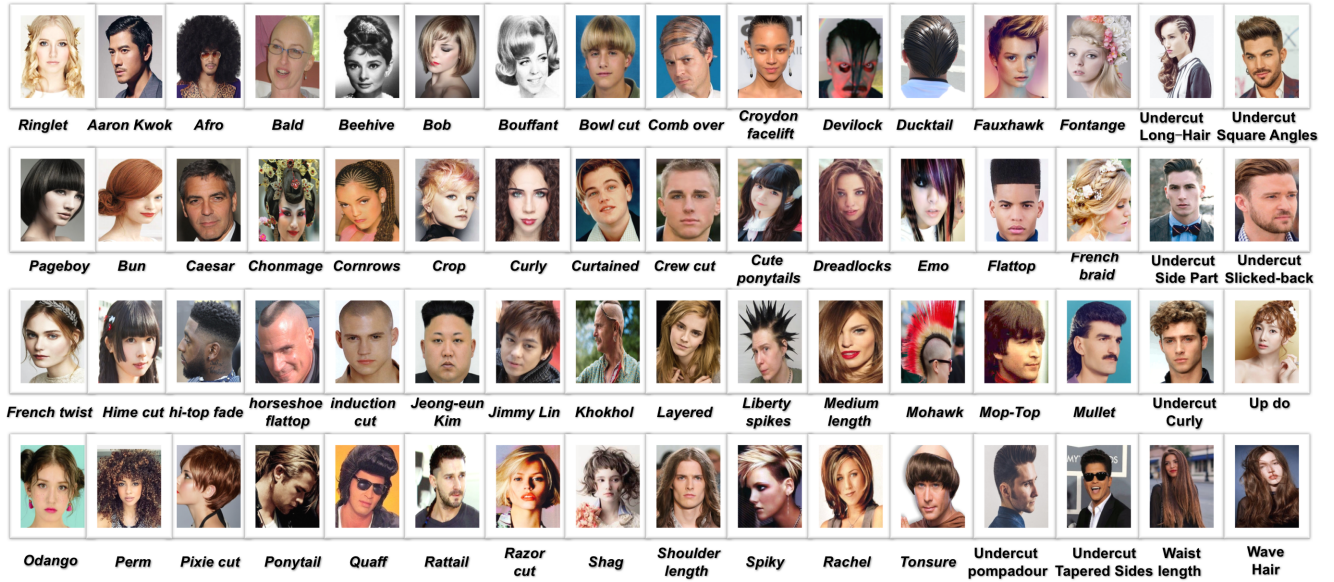 Ringlet
Aaron Kwok
Afro
Bald
Beehive
Bob
Bouffant
Bowl cut
Comb over
Croydon
facelift
Devilock
Ducktail
Fauxhawk
Fontange
Undercut
Long-Hair
Undercut
Square Angles
Pageboy
Bun
Caesar
Chonmage
Cornrows
Crop
Curly
Curtained
Crew cut
Cute
ponytails
Dreadlocks
Emo
Flattop
French
braid
Undercut
Side Part
Undercut
Slicked-back
French twist
Hime cut
hi-top fade
horseshoe
flattop
induction
cut
Jeong-eun
Kim
Jimmy Lin
Khokhol
Layered
Liberty
spikes
Medium
length
Mohawk
Mop-Top
Mullet
Undercut
Curly
Up do
Odango
Perm
Pixie cut
Ponytail
Quaff
Rattail
Razor
cut
Shag
Shoulder
length
Spiky
Rachel
Tonsure
Undercut
pompadour
Undercut
Tapered Sides
Waist
length
Wave
Hair